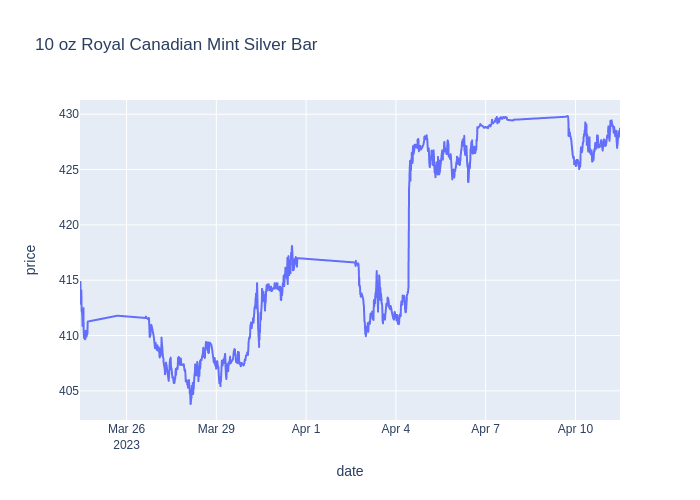 10 oz Royal Canadian Mint Silver Bar
430
425
420
415
410
405
price
Mar 26
2023
Mar 29
Apr 1
Apr 4
Apr 7
Apr 10
date